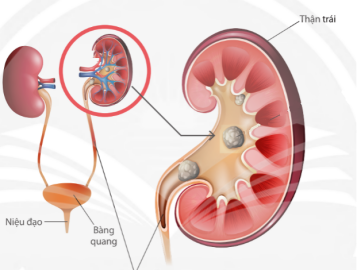 Thận trái
Niệu đạo
Bàng
quang